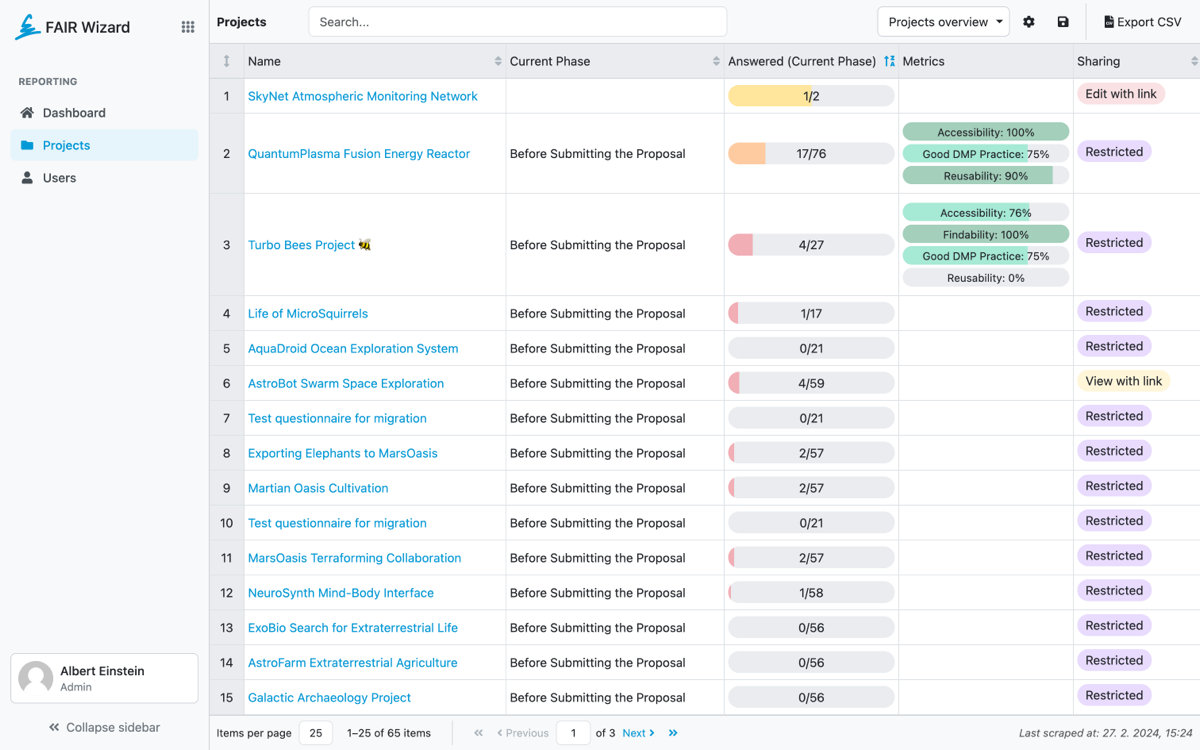 FAIR Wizard
Projects
Search...
Projects overview
Export CSV
REPORTING
Dashboard
Projects
Users
Name Current Phase Answered (Current Phase) Metrics Sharing
1 SkyNet Atmospheric Monitoring Network 1/2 Edit with link
2 QuantumPlasma Fusion Energy Reactor Before Submitting the Proposal 17/76
Accessibility: 100%
Good DMP Practice: 75%
Reusability: 90%
Restricted
3 Turbo Bees Project 🐝 Before Submitting the Proposal 4/27
Accessibility: 76%
Findability: 100%
Good DMP Practice: 75%
Reusability: 0%
Restricted
4 Life of MicroSquirrels Before Submitting the Proposal 1/17 Restricted
5 AquaDroid Ocean Exploration System Before Submitting the Proposal 0/21 Restricted
6 AstroBot Swarm Space Exploration Before Submitting the Proposal 4/59 View with link
7 Test questionnaire for migration Before Submitting the Proposal 0/21 Restricted
8 Exporting Elephants to MarsOasis Before Submitting the Proposal 2/57 Restricted
9 Martian Oasis Cultivation Before Submitting the Proposal 2/57 Restricted
10 Test questionnaire for migration Before Submitting the Proposal 0/21 Restricted
11 MarsOasis Terraforming Collaboration Before Submitting the Proposal 2/57 Restricted
12 NeuroSynth Mind-Body Interface Before Submitting the Proposal 1/58 Restricted
13 ExoBio Search for Extraterrestrial Life Before Submitting the Proposal 0/56 Restricted
14 AstroFarm Extraterrestrial Agriculture Before Submitting the Proposal 0/56 Restricted
15 Galactic Archaeology Project Before Submitting the Proposal 0/56 Restricted
Albert Einstein
Admin
Collapse sidebar
Items per page 25 1–25 of 65 items Previous 1 of 3 Next Last scraped at: 27. 2. 2024, 15:24